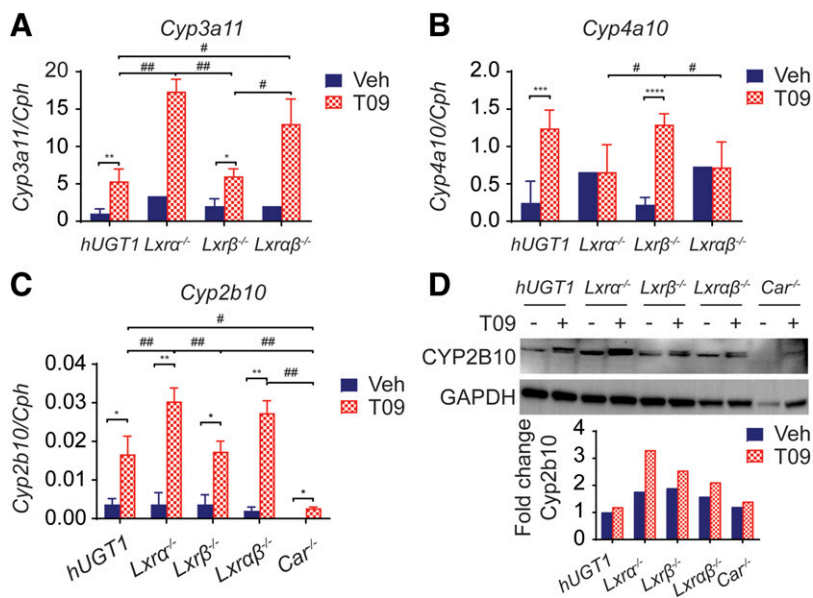 A
Cyp3a11
Cyp3a11/Cph
20
15
10
5
0
#
## ##
#
** *
Veh
T09
hUGT1 Lxrα-/- Lxrβ-/- Lxrαβ-/-
B
Cyp4a10
Cyp4a10/Cph
2.0
1.5
1.0
0.5
0.0
# #
*** ****
Veh
T09
hUGT1 Lxrα-/- Lxrβ-/- Lxrαβ-/-
C
Cyp2b10
Cyp2b10/Cph
0.04
0.03
0.02
0.01
0.00
#
## ## ##
** ** ##
* * *
Veh
T09
hUGT1 Lxrα-/- Lxrβ-/- Lxrαβ-/- Car-/-
D
hUGT1 Lxrα-/- Lxrβ-/- Lxrαβ-/- Car-/-
T09 - + - + - + - + - +
CYP2B10
GAPDH
Fold change
Cyp2b10
4
3
2
1
0
Veh
T09
hUGT1 Lxrα-/- Lxrβ-/- Lxrαβ-/- Car-/-